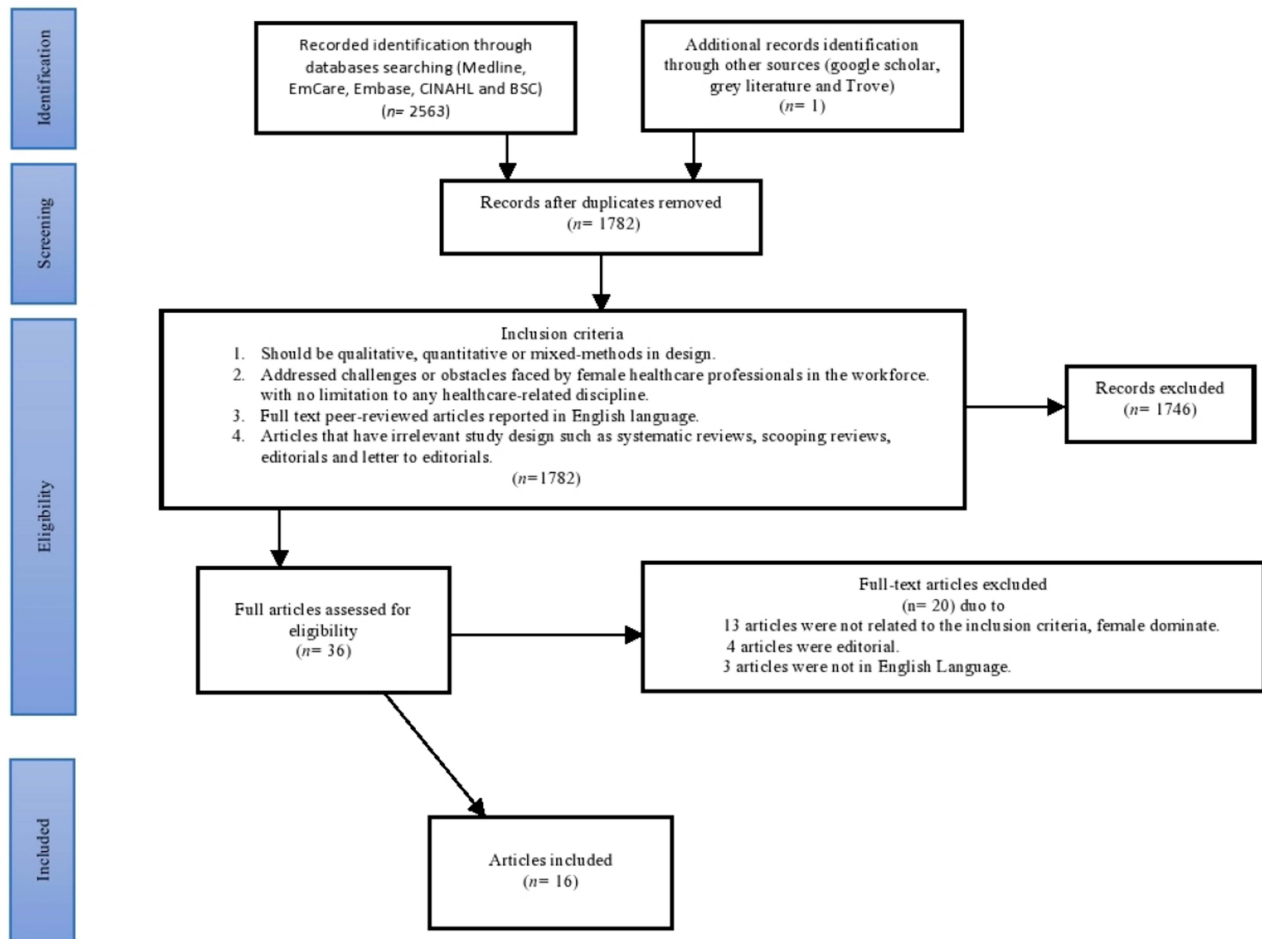 Identification
Recorded identification through
databases searching (Medline,
EmCare, Embase, CINAHL and BSC)
(n= 2563)
Additional records identification
through other sources (google scholar,
grey literature and Trove)
(n= 1)
Screening
Records after duplicates removed
(n= 1782)
Eligibility
Inclusion criteria
1. Should be qualitative, quantitative or mixed-methods in design.
2. Addressed challenges or obstacles faced by female healthcare professionals in the workforce.
with no limitation to any healthcare-related discipline.
3. Full text peer-reviewed articles reported in English language.
4. Articles that have irrelevant study design such as systematic reviews, scooping reviews,
editorials and letter to editorials.
(n=1782)
Records excluded
(n= 1746)
Full articles assessed for
eligibility
(n= 36)
Full-text articles excluded
(n= 20) duo to
13 articles were not related to the inclusion criteria, female dominate.
4 articles were editorial.
3 articles were not in English Language.
Included
Articles included
(n= 16)